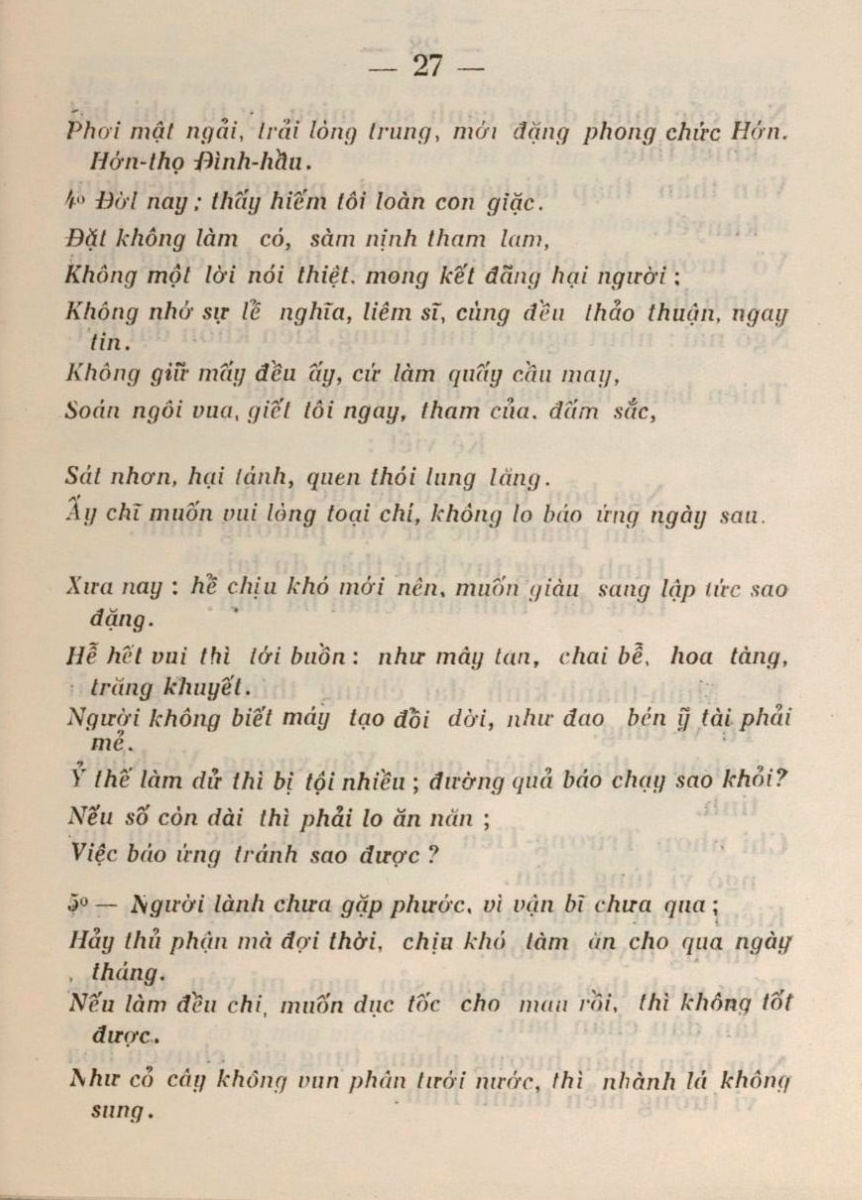 — 27 —
Phơi mật ngải, trải lòng trung, mới đặng phong chức Hớn.
Hớn-thọ Đình-hầu.
4º Đờl nay : thấy hiếm tôi loàn con giặc.
Đặt không làm có, sàm nịnh tham lam,
Không một lời nói thiệt. mong kết đẵng hại người ;
Không nhớ sự lễ nghĩa, liêm sĩ, cùng đều thảo thuận, ngay
tin.
Không giữ mấy đều ấy, cứ làm quấy cầu may,
Soán ngôi vua, giết tôi ngay, tham của. đấm sắc,
Sát nhơn, hại tánh, quen thói lung lăng.
Ấy chĩ muốn vui lòng toại chí, không lo báo ứng ngày sau.
Xưa nay : hễ chịu khó mới nên, muốn giàu sang lập tức sao
đặng.
Hễ hết vui thì tới buồn : như mây tan, chai bễ, hoa tàng,
trăng khuyết.
Người không biết máy tạo đỗi dời, như đao bén ỹ tài phải
mẻ.
Ỷ thế làm dử thì bị tội nhiều ; đường quả báo chạy sao khỏi?
Nếu số còn dài thì phải lo ăn năn ;
Việc báo ứng tránh sao được ?
5º — Người lành chưa gặp phước, vì vận bĩ chưa qua ;
Hảy thủ phận mà đợi thời, chịu khó làm ăn cho qua ngày
tháng.
Nếu làm đều chi, muốn dục tốc cho mau rồi, thì không tốt
được.
Như cỏ cây không vun phân tưới nước, thì nhành lá không
sung.